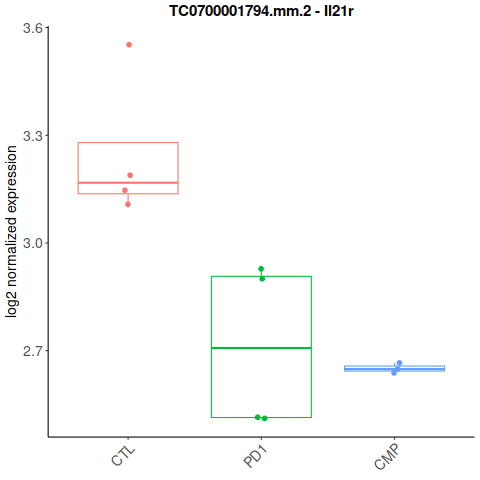 TC0700001794.mm.2 - Il21r
log2 normalized expression
3.6
3.3
3.0
2.7
CTL
PD1
CMP